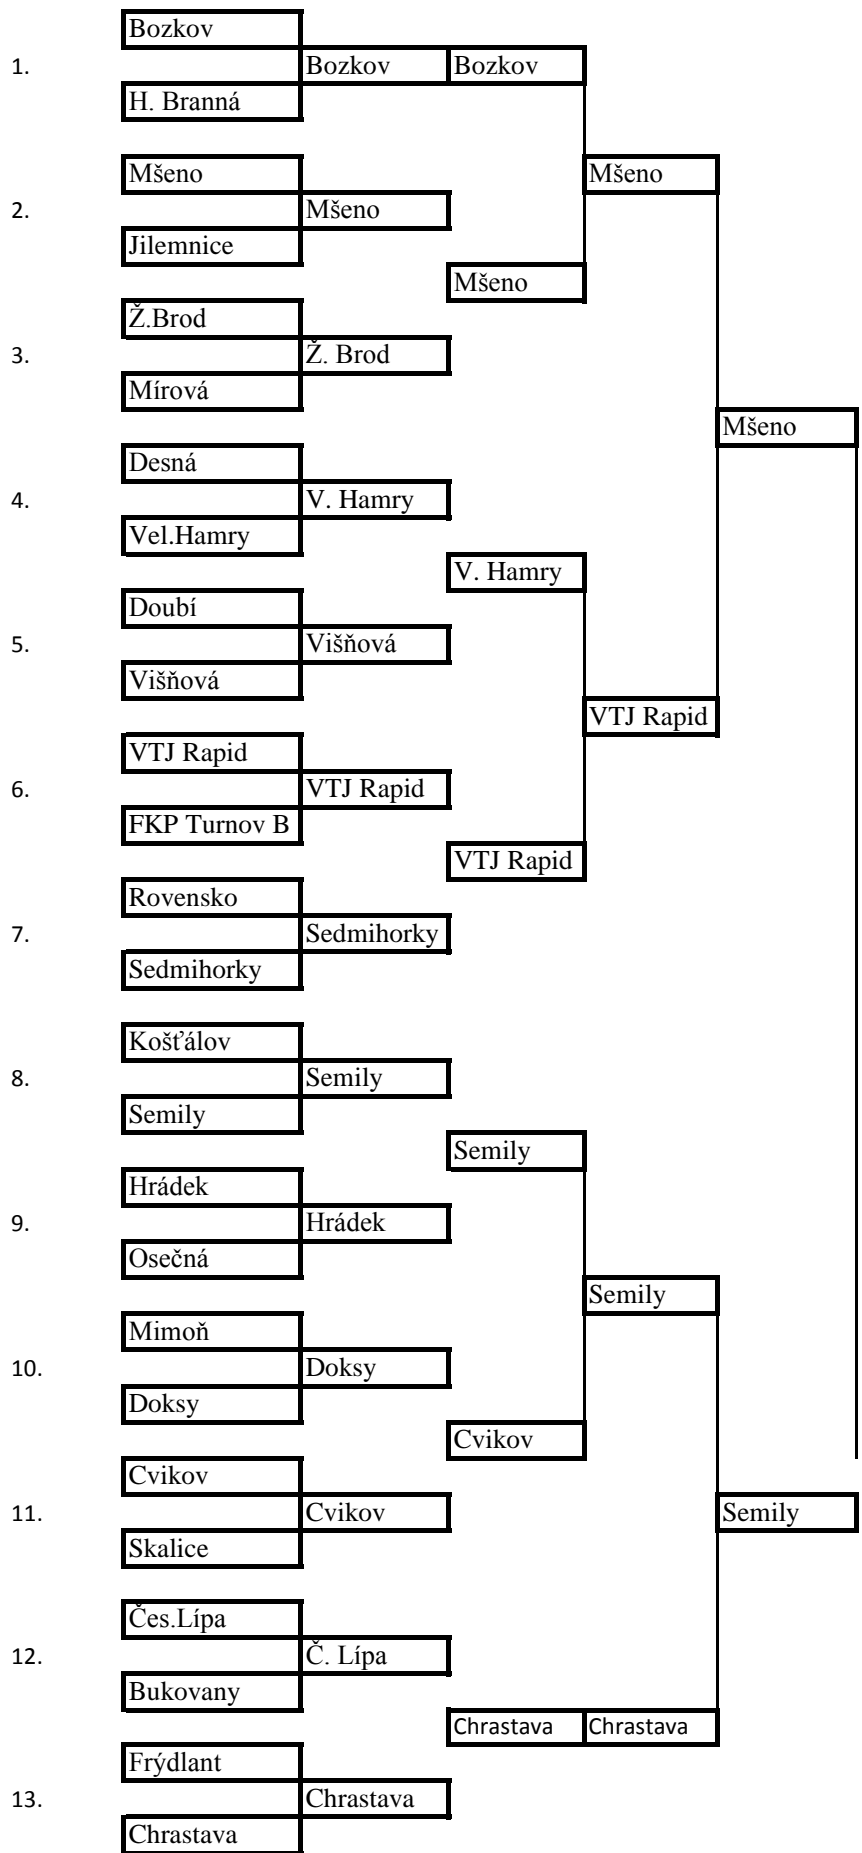 Bozkov
1. Bozkov Bozkov
H. Branná
Mšeno Mšeno
2. Mšeno
Jilemnice
Mšeno
Ž.Brod
3. Ž. Brod
Mírová
Mšeno
Desná
4. V. Hamry
Vel.Hamry
V. Hamry
Doubí
5. Višňová
Višňová
VTJ Rapid
VTJ Rapid
6. VTJ Rapid
FKP Turnov B
VTJ Rapid
Rovensko
7. Sedmihorky
Sedmihorky
Košťálov
8. Semily
Semily
Semily
Hrádek
9. Hrádek
Osečná
Semily
Mimoň
10. Doksy
Doksy
Cvikov
Cvikov
11. Cvikov Semily
Skalice
Čes.Lípa
12. Č. Lípa
Bukovany
Chrastava Chrastava
Frýdlant
13. Chrastava
Chrastava